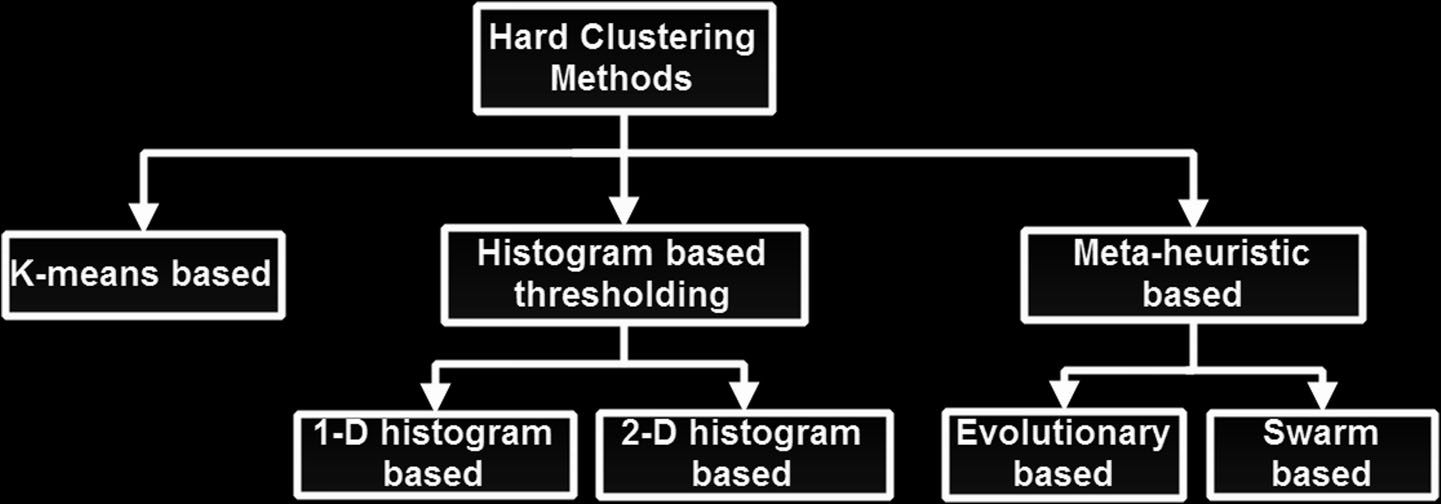 Hard Clustering
Methods
K-means based
Histogram based
thresholding
Meta-heuristic
based
1-D histogram
based
2-D histogram
based
Evolutionary
based
Swarm
based